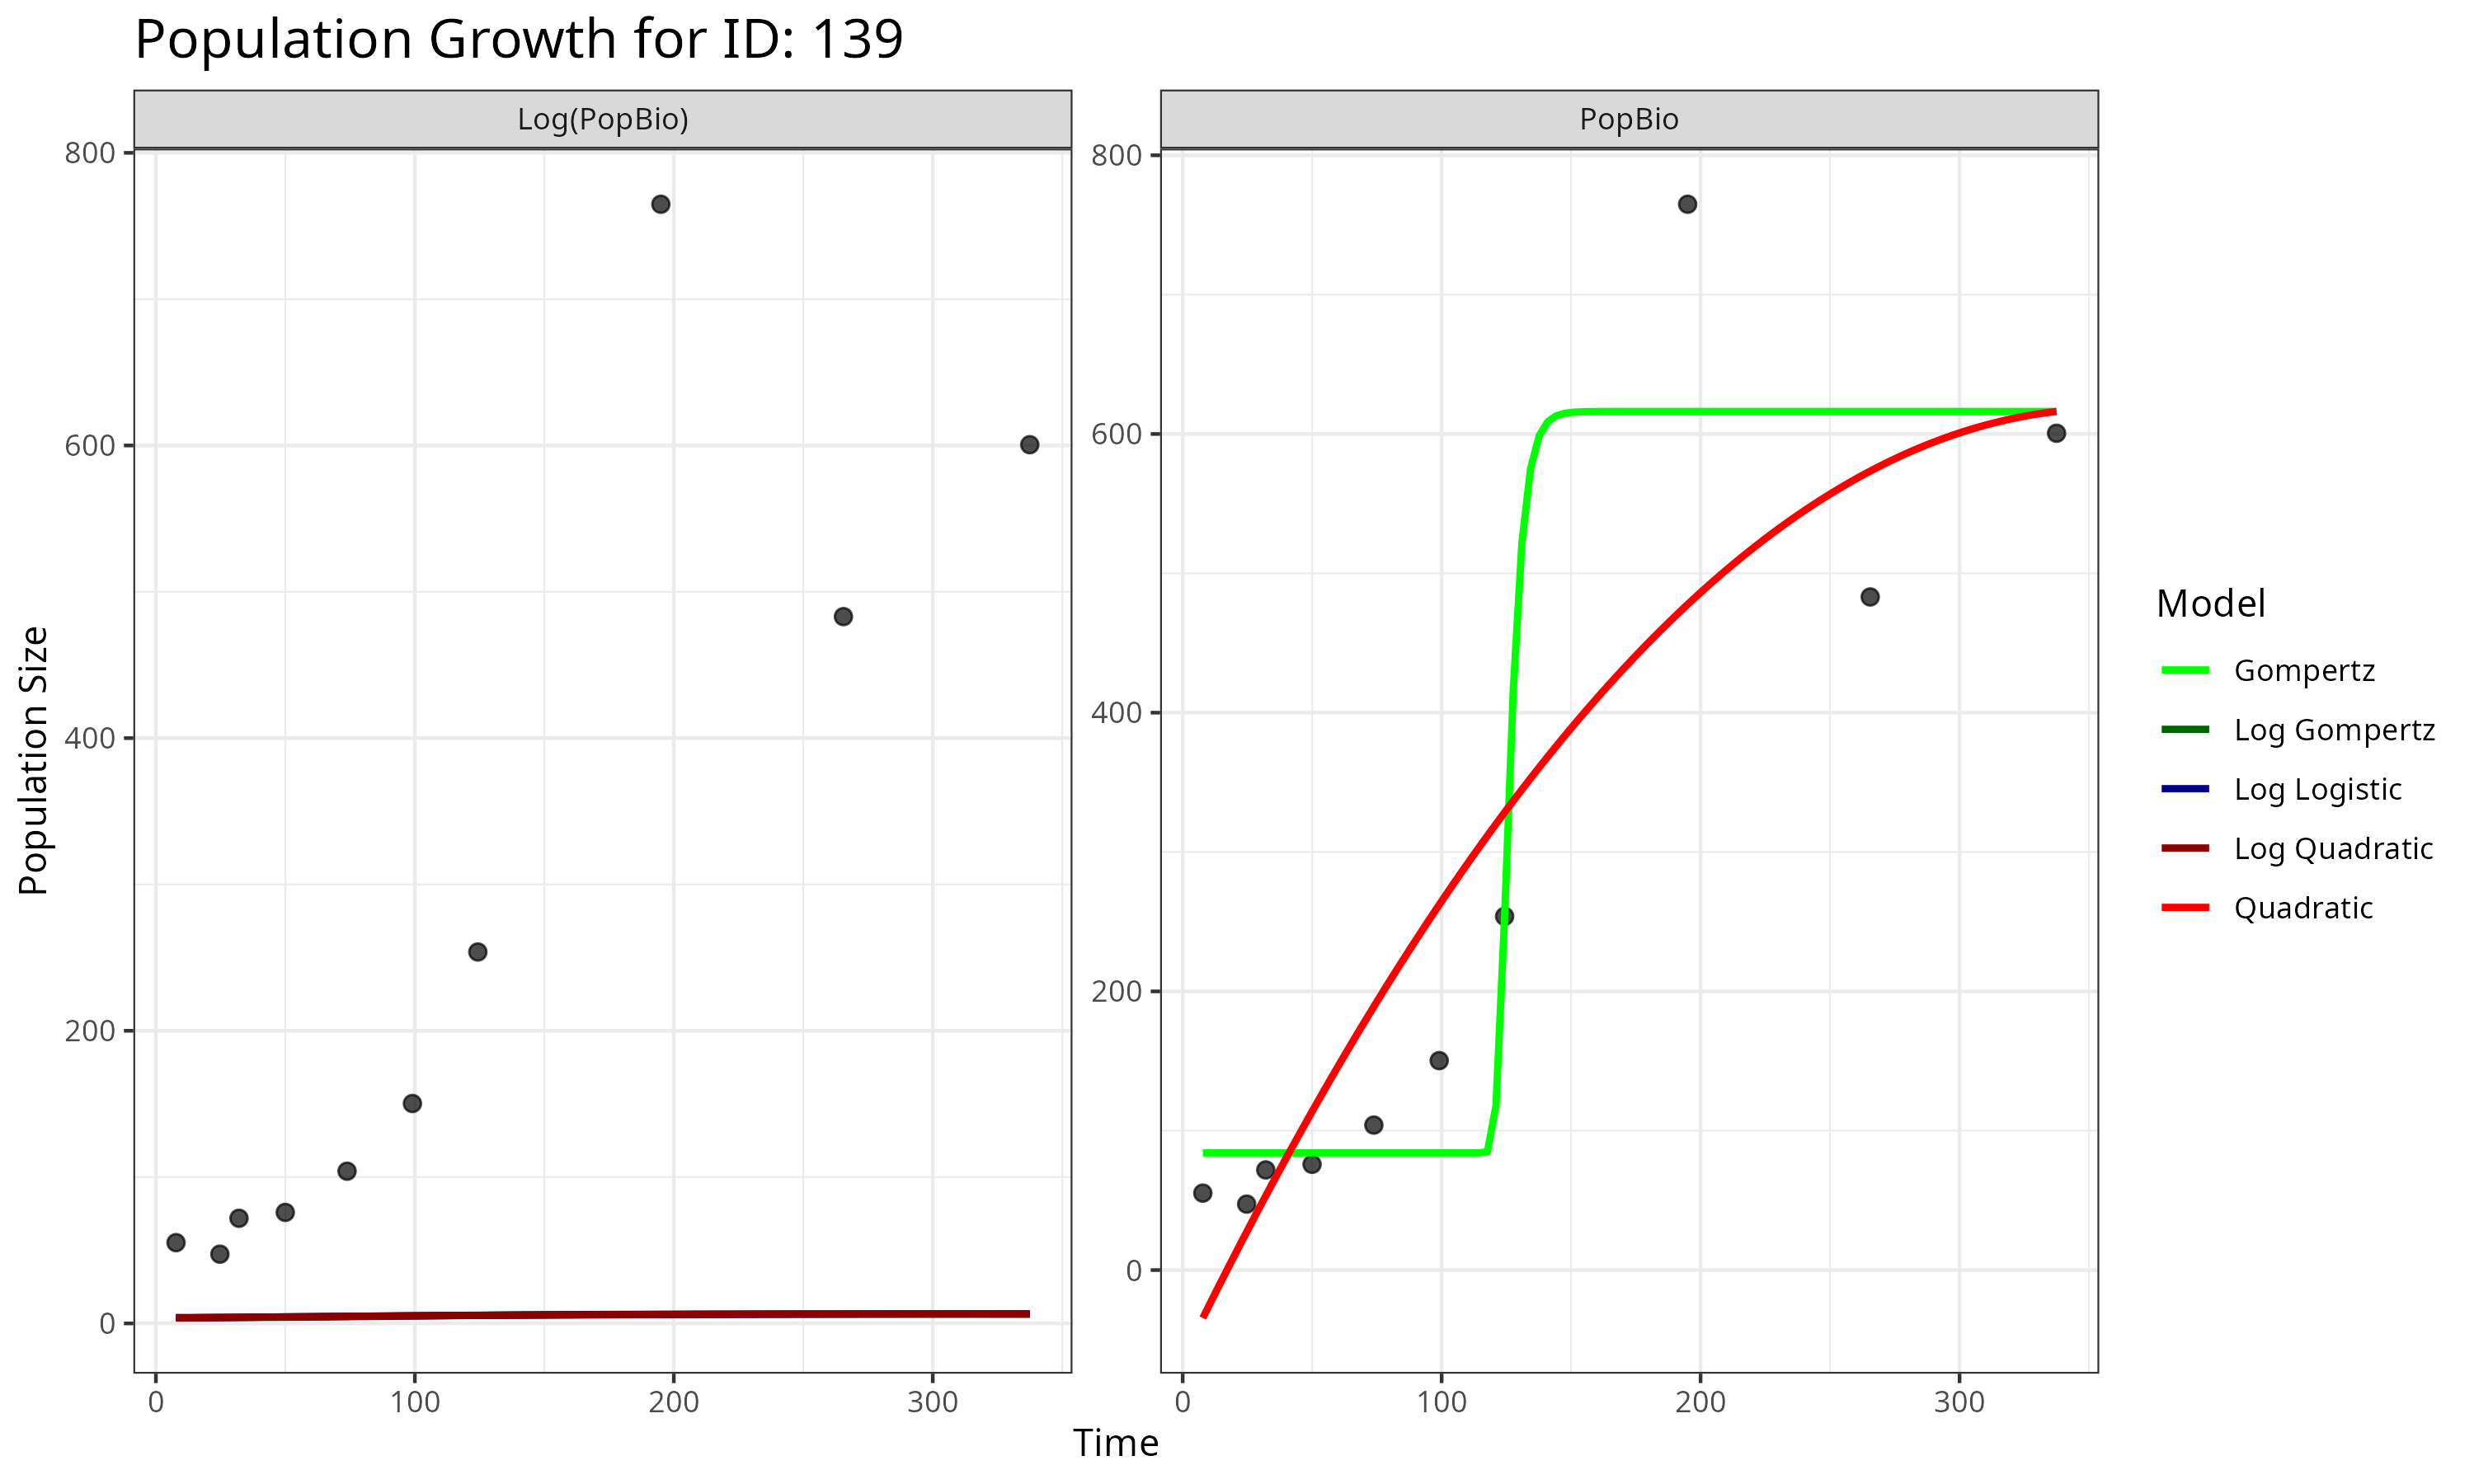 Population Growth for ID: 139
Log(PopBio)
PopBio
Population Size
800
600
400
200
0
800
600
400
200
0
0 100 200 300
0 100 200 300
Time
Model
Gompertz
Log Gompertz
Log Logistic
Log Quadratic
Quadratic